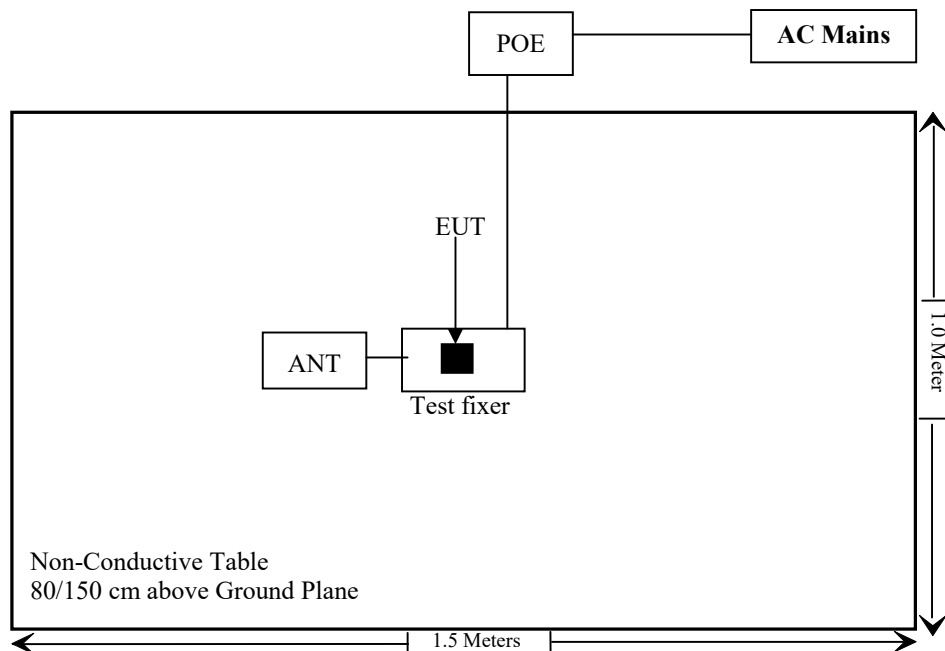 POE
AC Mains
EUT
ANT
Test fixer
1.0 Meter
Non-Conductive Table
80/150 cm above Ground Plane
1.5 Meters